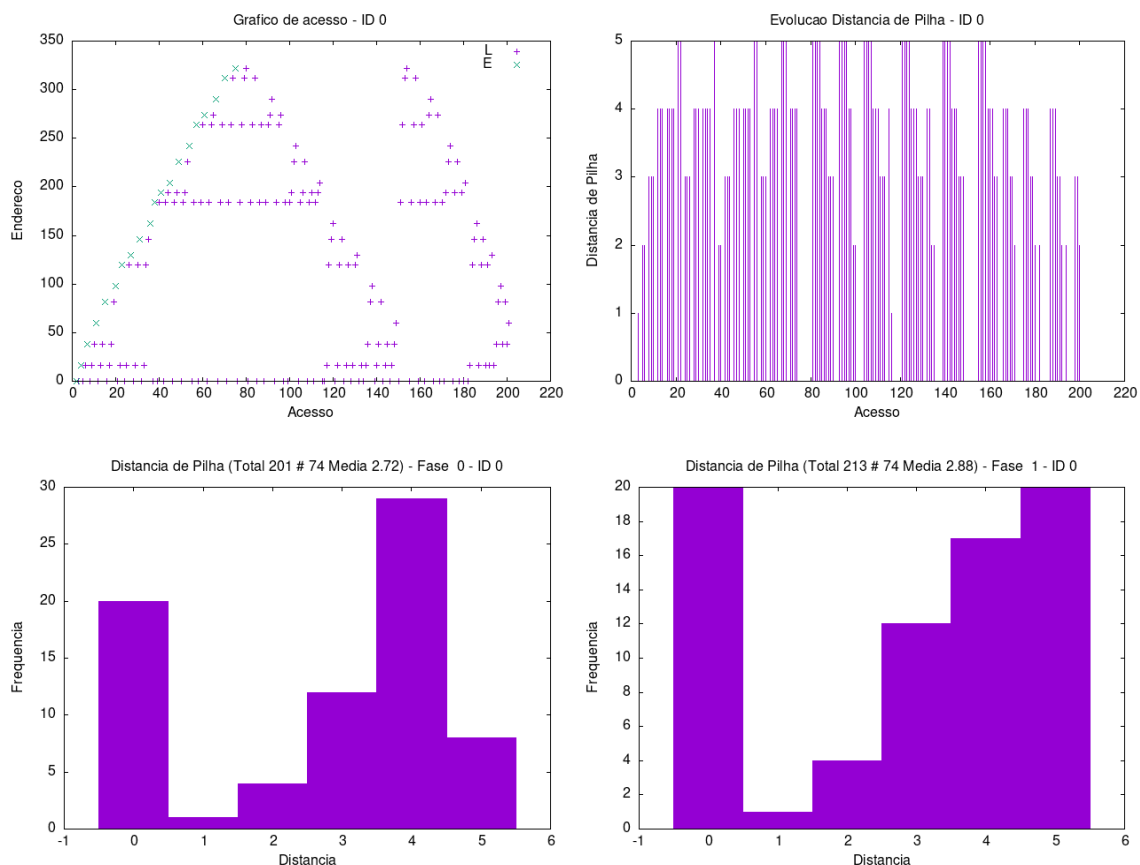 Grafico de acesso - ID 0
350
300
250
200
150
100
50
0
0 20 40 60 80 100 120 140 160 180 200 220
Endereco
Acesso
L
E
Evolucao Distancia de Pilha - ID 0
5
4
3
2
1
0
0 20 40 60 80 100 120 140 160 180 200 220
Distancia de Pilha
Acesso
Distancia de Pilha (Total 201 # 74 Media 2.72) - Fase 0 - ID 0
30
25
20
15
10
5
0
-1 0 1 2 3 4 5 6
Frequencia
Distancia
Distancia de Pilha (Total 213 # 74 Media 2.88) - Fase 1 - ID 0
20
18
16
14
12
10
8
6
4
2
0
-1 0 1 2 3 4 5 6
Frequencia
Distancia